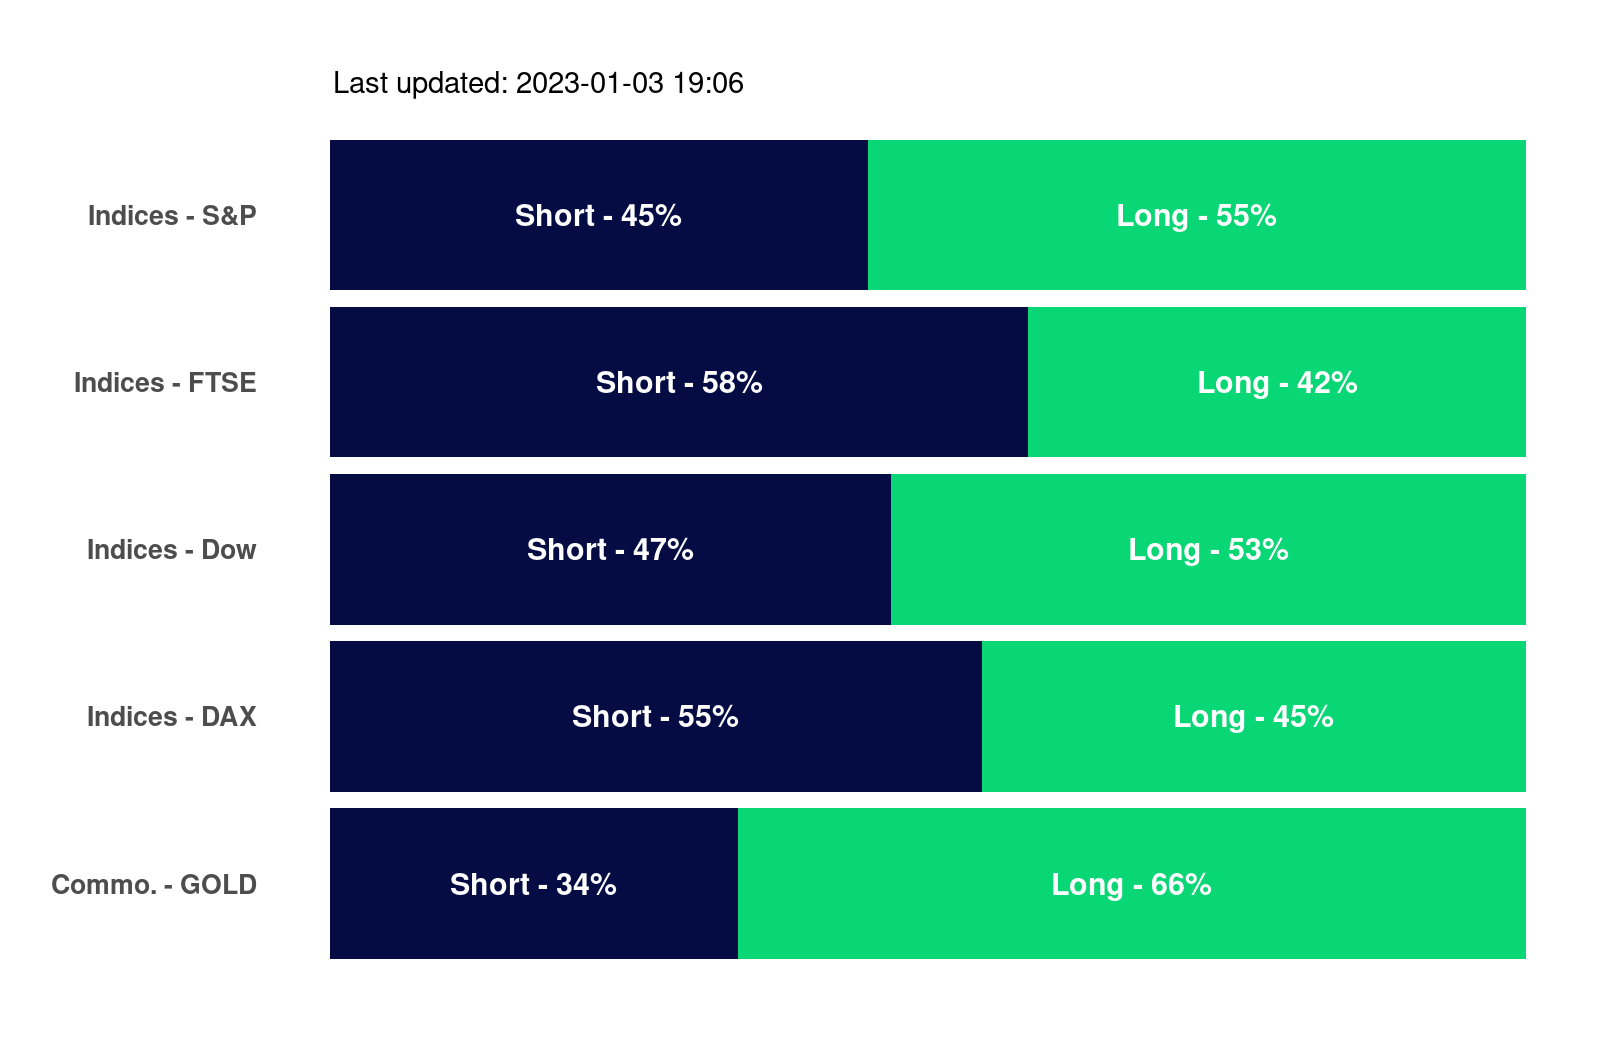 Last updated: 2023-01-03 19:06
Indices - S&P Short - 45% Long - 55%
Indices - FTSE Short - 58% Long - 42%
Indices - Dow Short - 47% Long - 53%
Indices - DAX Short - 55% Long - 45%
Commo. - GOLD Short - 34% Long - 66%